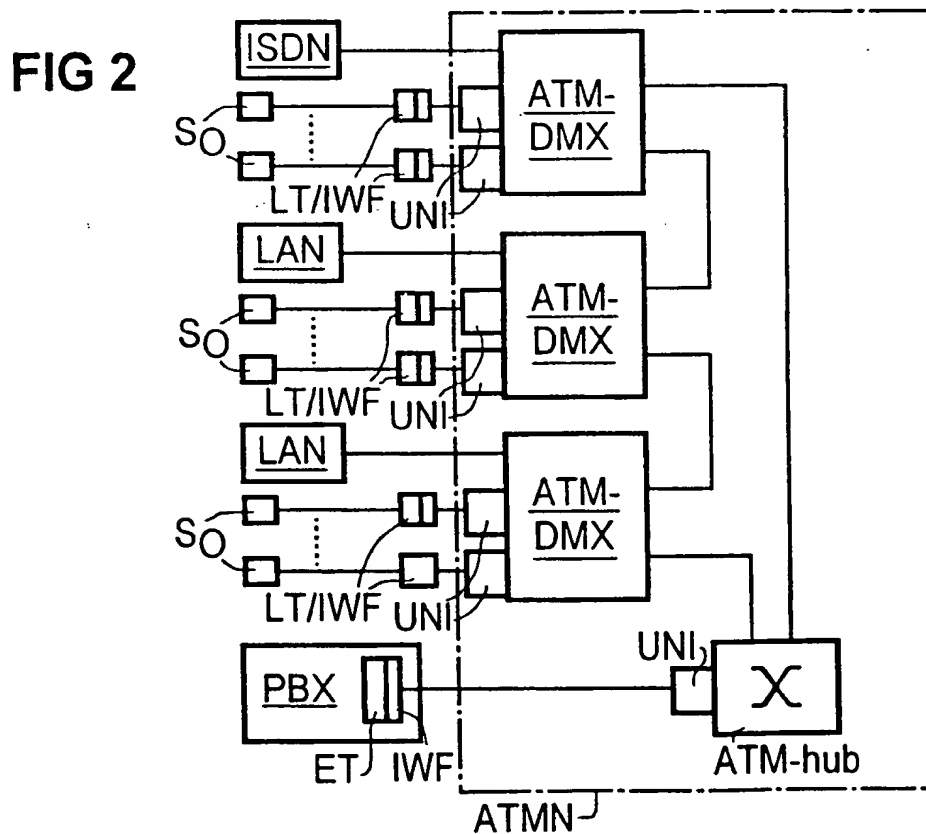 FIG 2
ISDN
ATM-
DMX
SO
LT/IWF
UNI
LAN
ATM-
DMX
SO
LT/IWF
UNI
LAN
ATM-
DMX
SO
LT/IWF
UNI
PBX
UNI
ET
IWF
ATM-hub
ATMN